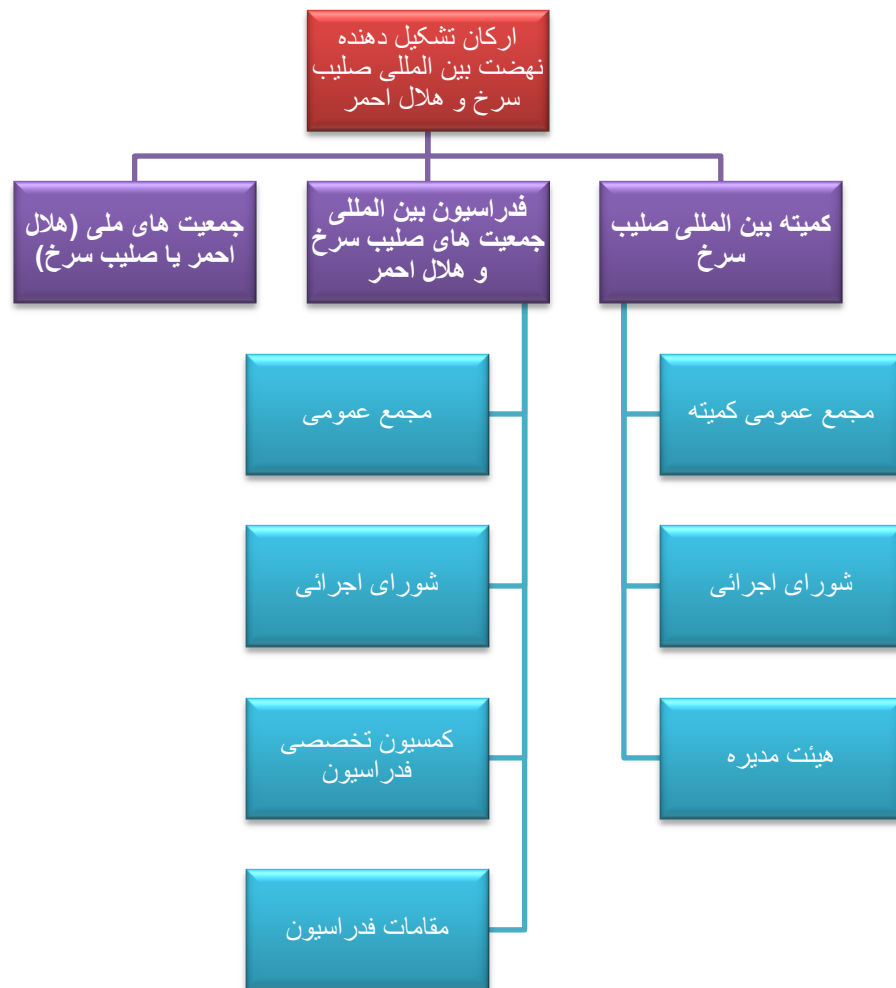 ارکان تشکیل دهنده
نهضت بین المللی صلیب
سرخ و هلال احمر
کمیته بین المللی صلیب
سرخ
فدراسیون بین المللی
جمعیت های صلیب سرخ
و هلال احمر
جمعیت های ملی (هلال
احمر یا صلیب سرخ)
مجمع عمومی کمیته
شورای اجرائی
هیئت مدیره
مجمع عمومی
شورای اجرائی
کمسیون تخصصی
فدراسیون
مقامات فدراسیون